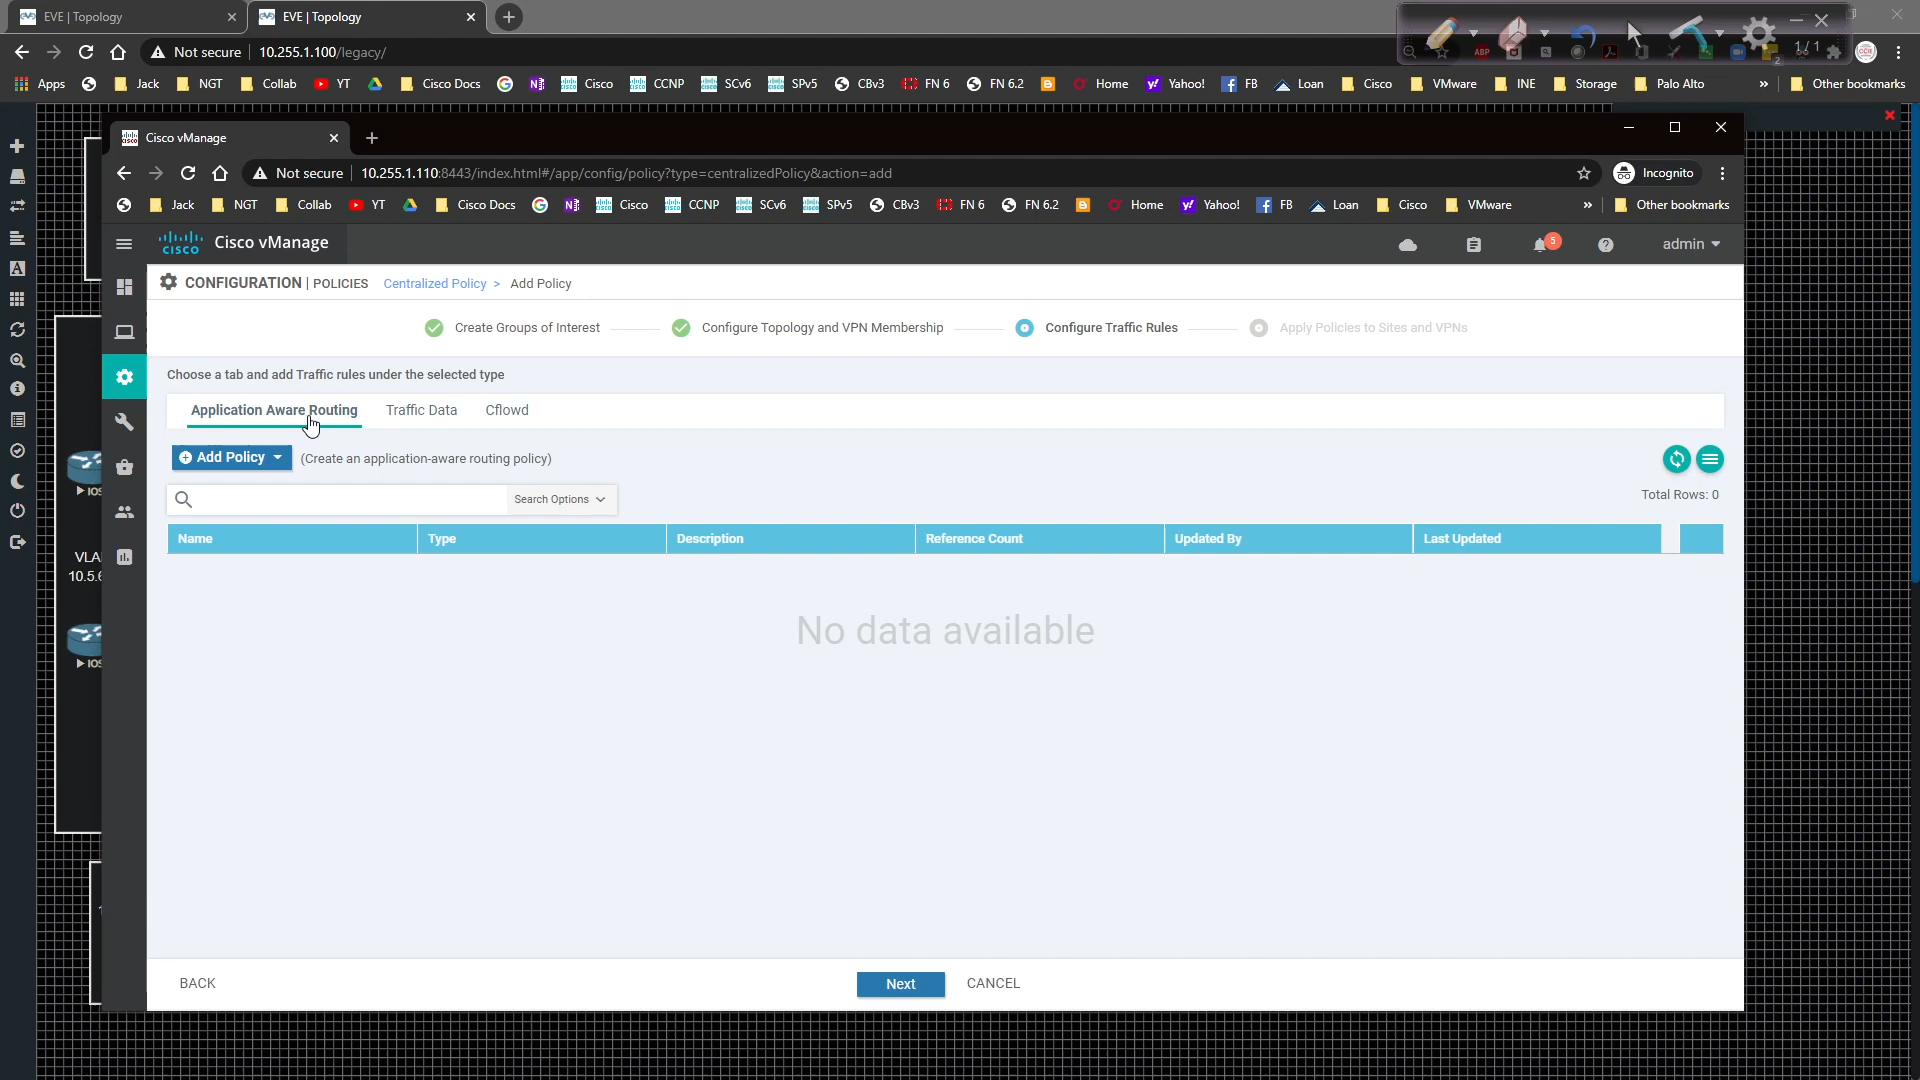 EVE | Topology
EVE | Topology
Not secure | 10.255.1.100/legacy/
1/1
Apps Jack NGT Collab YT Cisco Docs Cisco CCNP SCv6 SPv5 CBv3 FN 6 FN 6.2 Home Yahoo! FB Loan Cisco VMware INE Storage Palo Alto » Other bookmarks
Cisco vManage
Not secure | 10.255.1.110:8443/index.html#/app/config/policy?type=centralizedPolicy&action=add
Incognito
Jack NGT Collab YT Cisco Docs Cisco CCNP SCv6 SPv5 CBv3 FN 6 FN 6.2 Home Yahoo! FB Loan Cisco VMware » Other bookmarks
CISCO Cisco vManage
5
admin
CONFIGURATION | POLICIES Centralized Policy > Add Policy
Create Groups of Interest
Configure Topology and VPN Membership
Configure Traffic Rules
Apply Policies to Sites and VPNs
Choose a tab and add Traffic rules under the selected type
Application Aware Routing Traffic Data Cflowd
Add Policy (Create an application-aware routing policy)
Search Options
Total Rows: 0
Name Type Description Reference Count Updated By Last Updated
No data available
BACK Next CANCEL
IOS
VLA
10.5.6
IOS